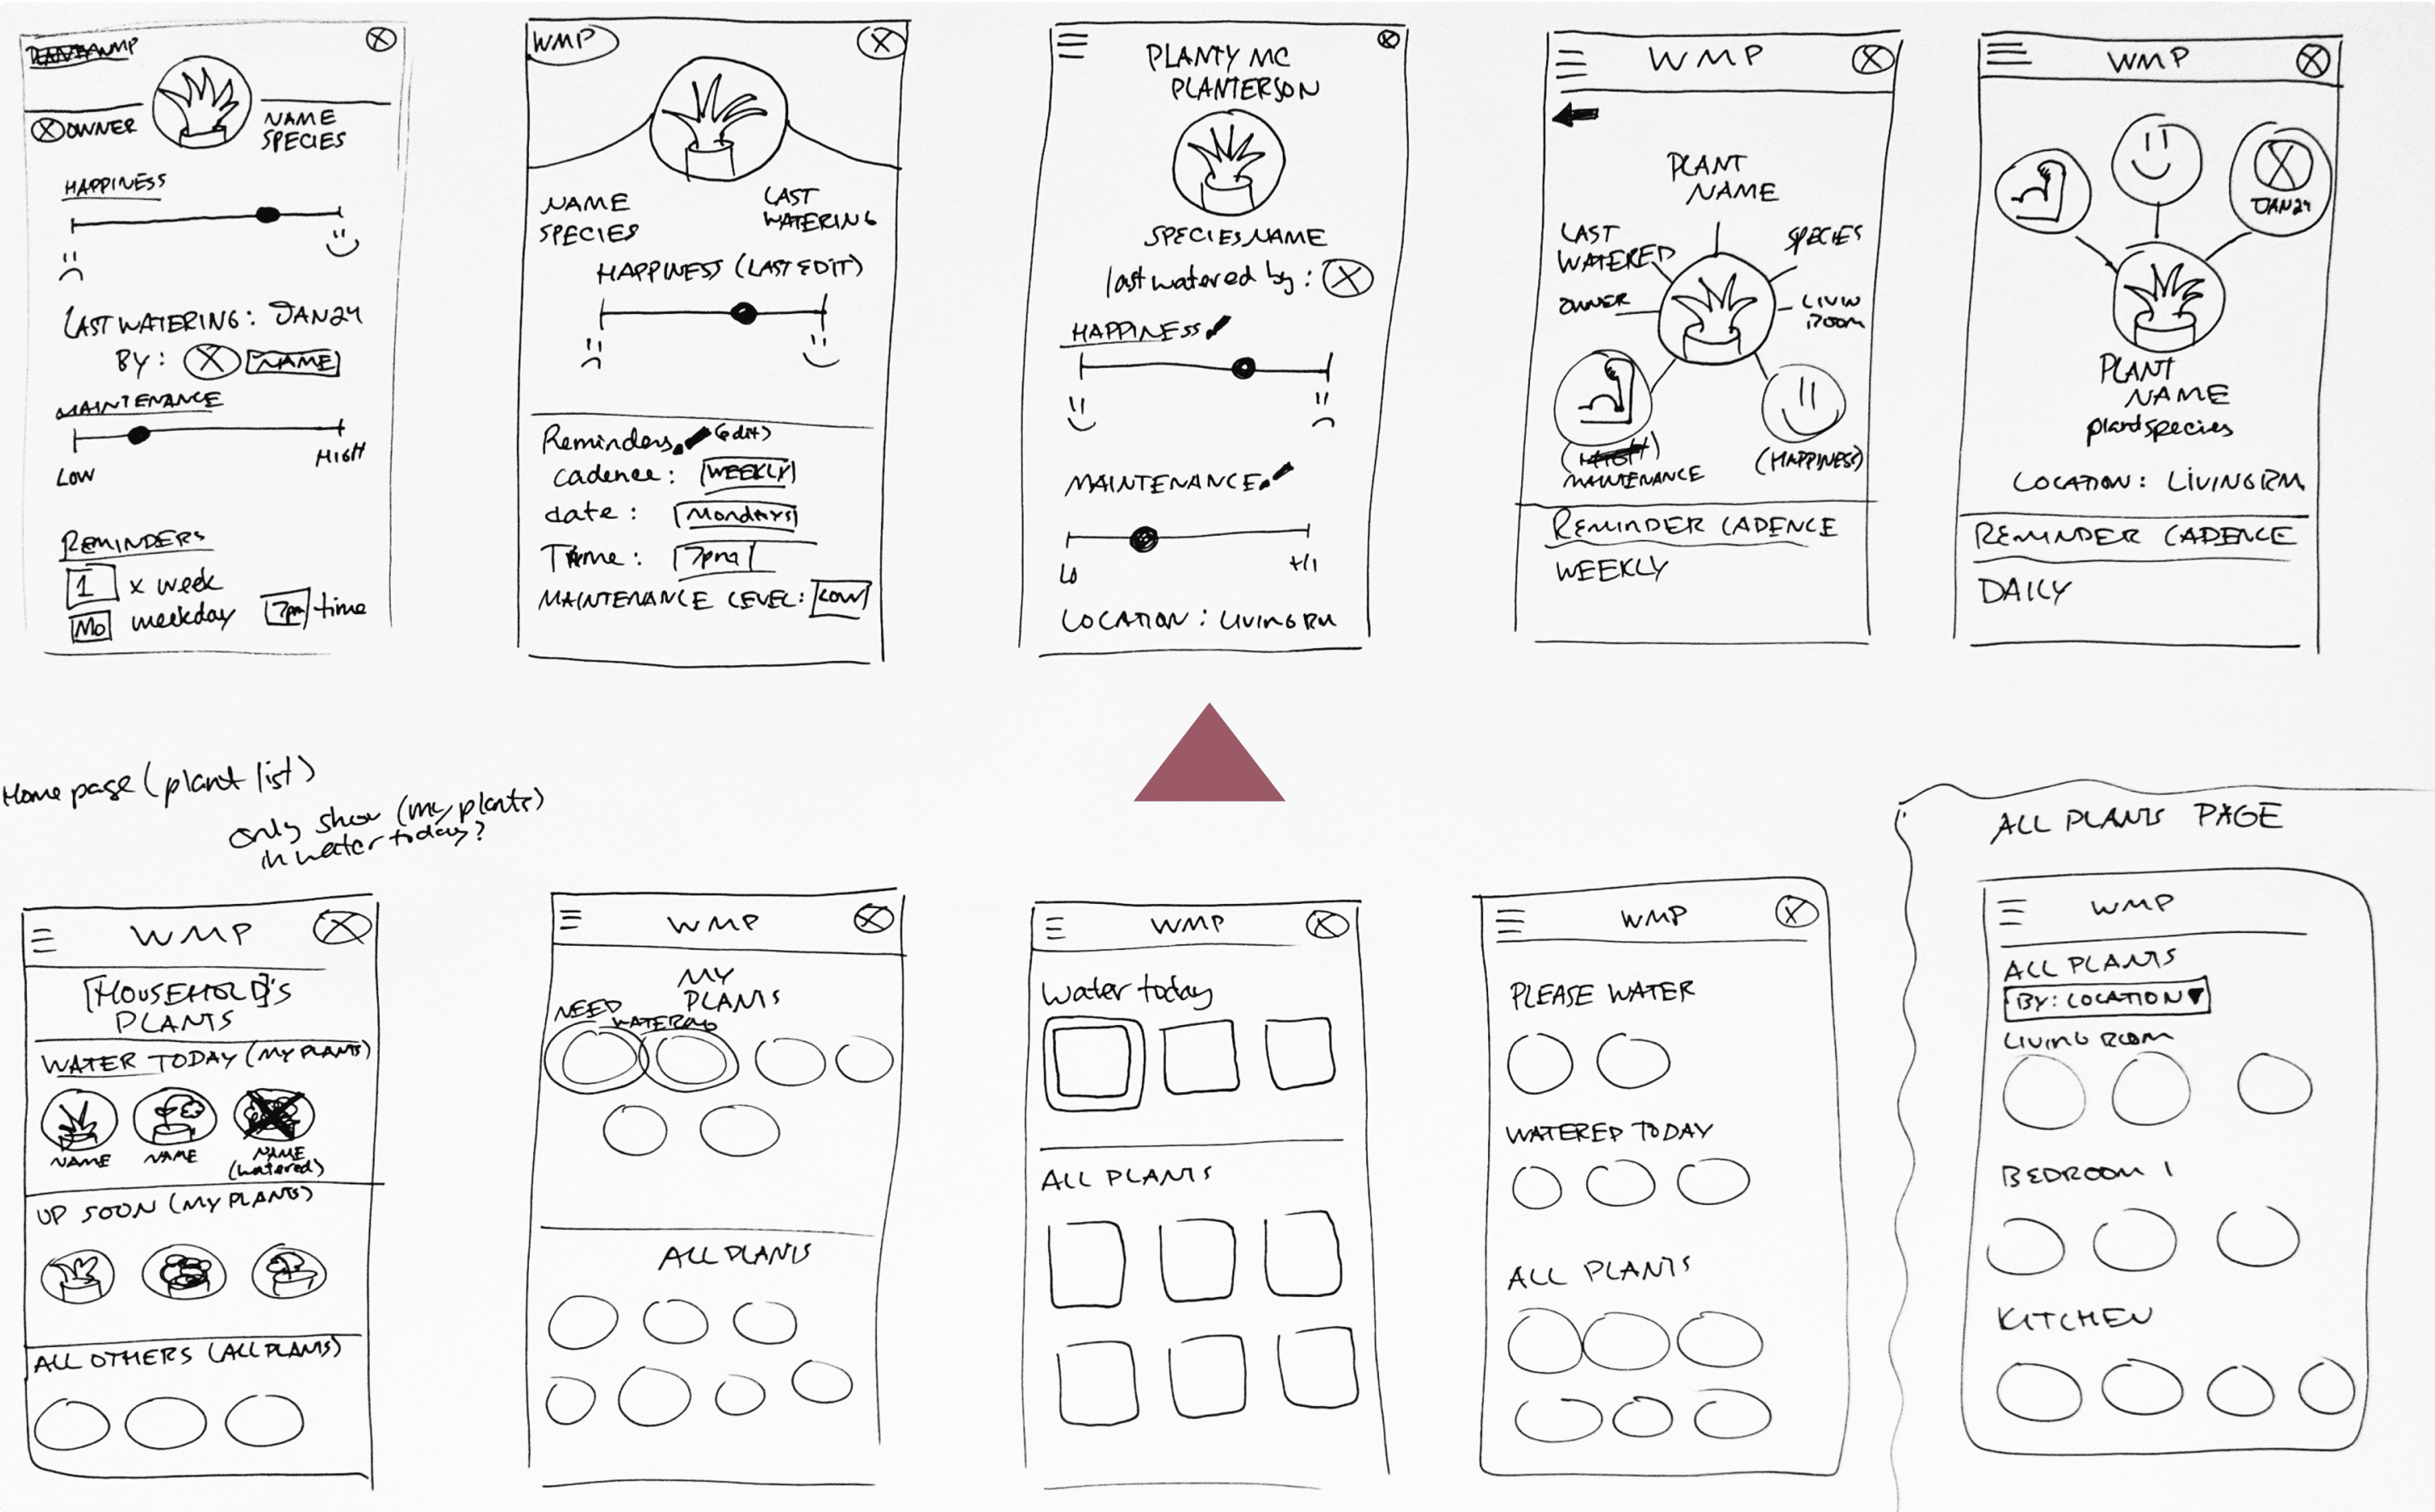 WMP
OWNER
NAME
SPECIES
HAPPINESS
LAST WATERING: JAN24
BY: NAME
MAINTENANCE
LOW
HIGH
REMINDERS
1 x week
Mo weekday 7pm time
WMP
NAME
SPECIES
LAST
WATERING
HAPPINESS (LAST EDIT)
Reminders (edit)
cadence: WEEKLY
date: MONDAYS
Time: 7pm
MAINTENANCE LEVEL: LOW
PLANTY MC
PLANTERSON
SPECIES NAME
last watered by:
HAPPINESS
MAINTENANCE
LO
HI
LOCATION: LIVING RM
WMP
PLANT
NAME
LAST
WATERED
SPECIES
OWNER
LIVIN
ROOM
(HIGH)
MAINTENANCE
(HAPPINESS)
REMINDER CADENCE
WEEKLY
WMP
JAN24
PLANT
NAME
plant species
LOCATION: LIVING RM
REMINDER CADENCE
DAILY
Home page (plant list)
only show (my plants)
in water today?
WMP
[HOUSEHOLD]'S
PLANTS
WATER TODAY (MY PLANTS)
NAME
NAME
NAME
(watered)
UP SOON (MY PLANTS)
ALL OTHERS (ALL PLANTS)
WMP
MY
PLANTS
NEED
WATERING
ALL PLANTS
WMP
Water today
ALL PLANTS
WMP
PLEASE WATER
WATERED TODAY
ALL PLANTS
ALL PLANTS PAGE
WMP
ALL PLANTS
BY: LOCATION
LIVING ROOM
BEDROOM 1
KITCHEN